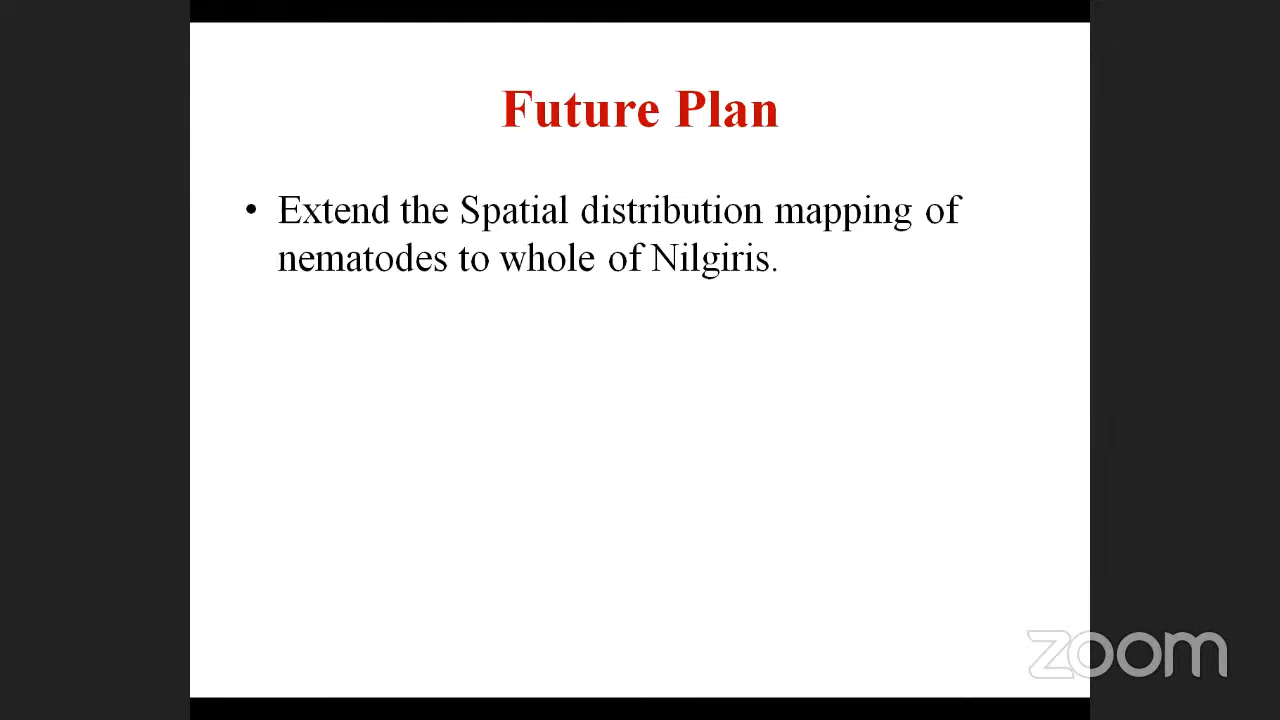 Future Plan
• Extend the Spatial distribution mapping of
nematodes to whole of Nilgiris.
zoom